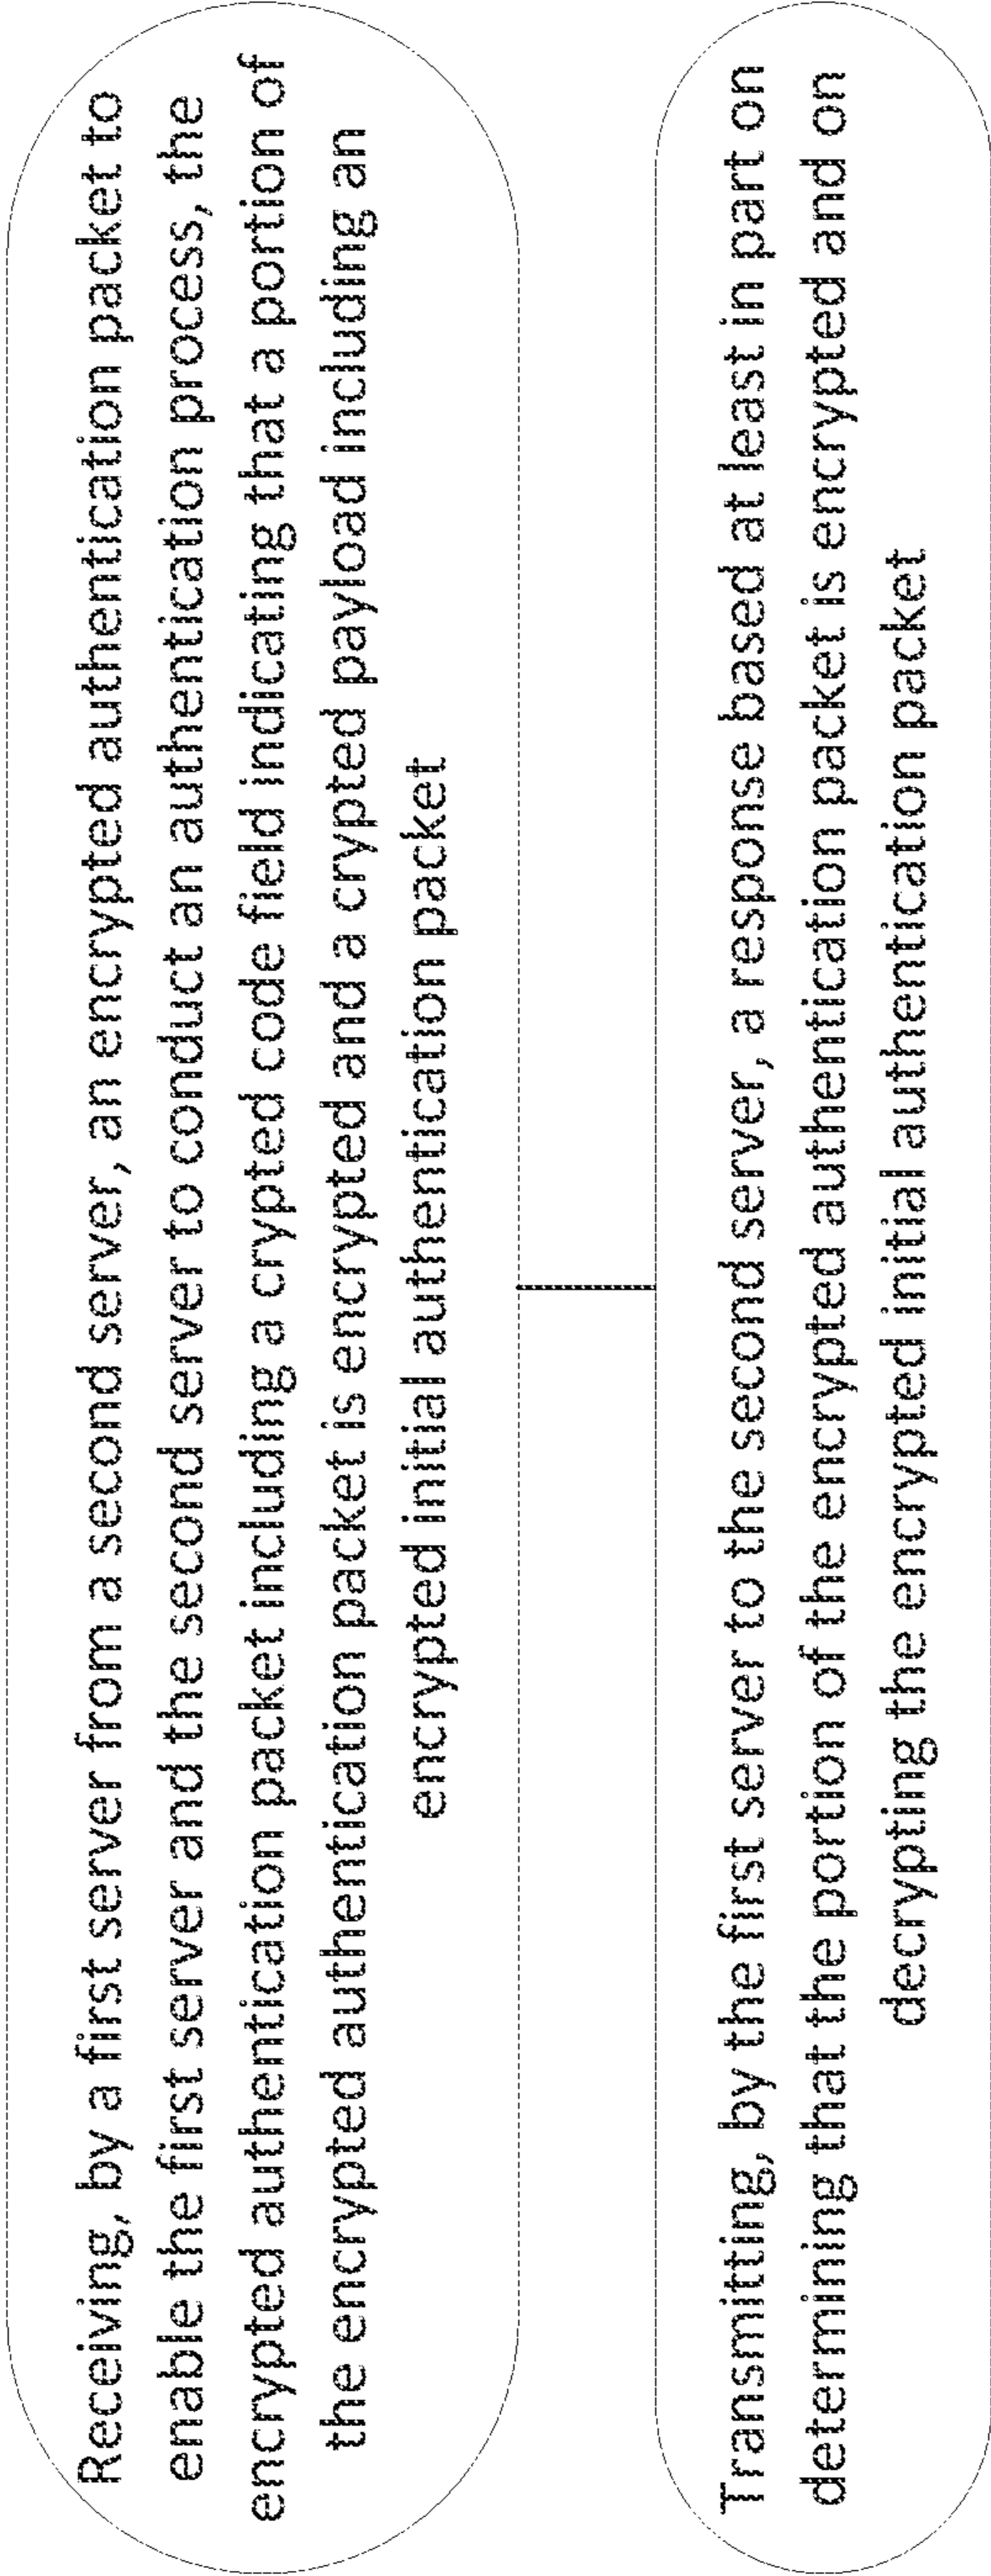 Receiving, by a first server from a second server, an encrypted authentication packet to
enable the first server and the second server to conduct an authentication process, the
encrypted authentication packet including a crypted code field indicating that a portion of
the encrypted authentication packet is encrypted and a crypted payload including an
encrypted initial authentication packet
Transmitting, by the first server to the second server, a response based at least in part on
determining that the portion of the encrypted authentication packet is encrypted and on
decrypting the encrypted initial authentication packet